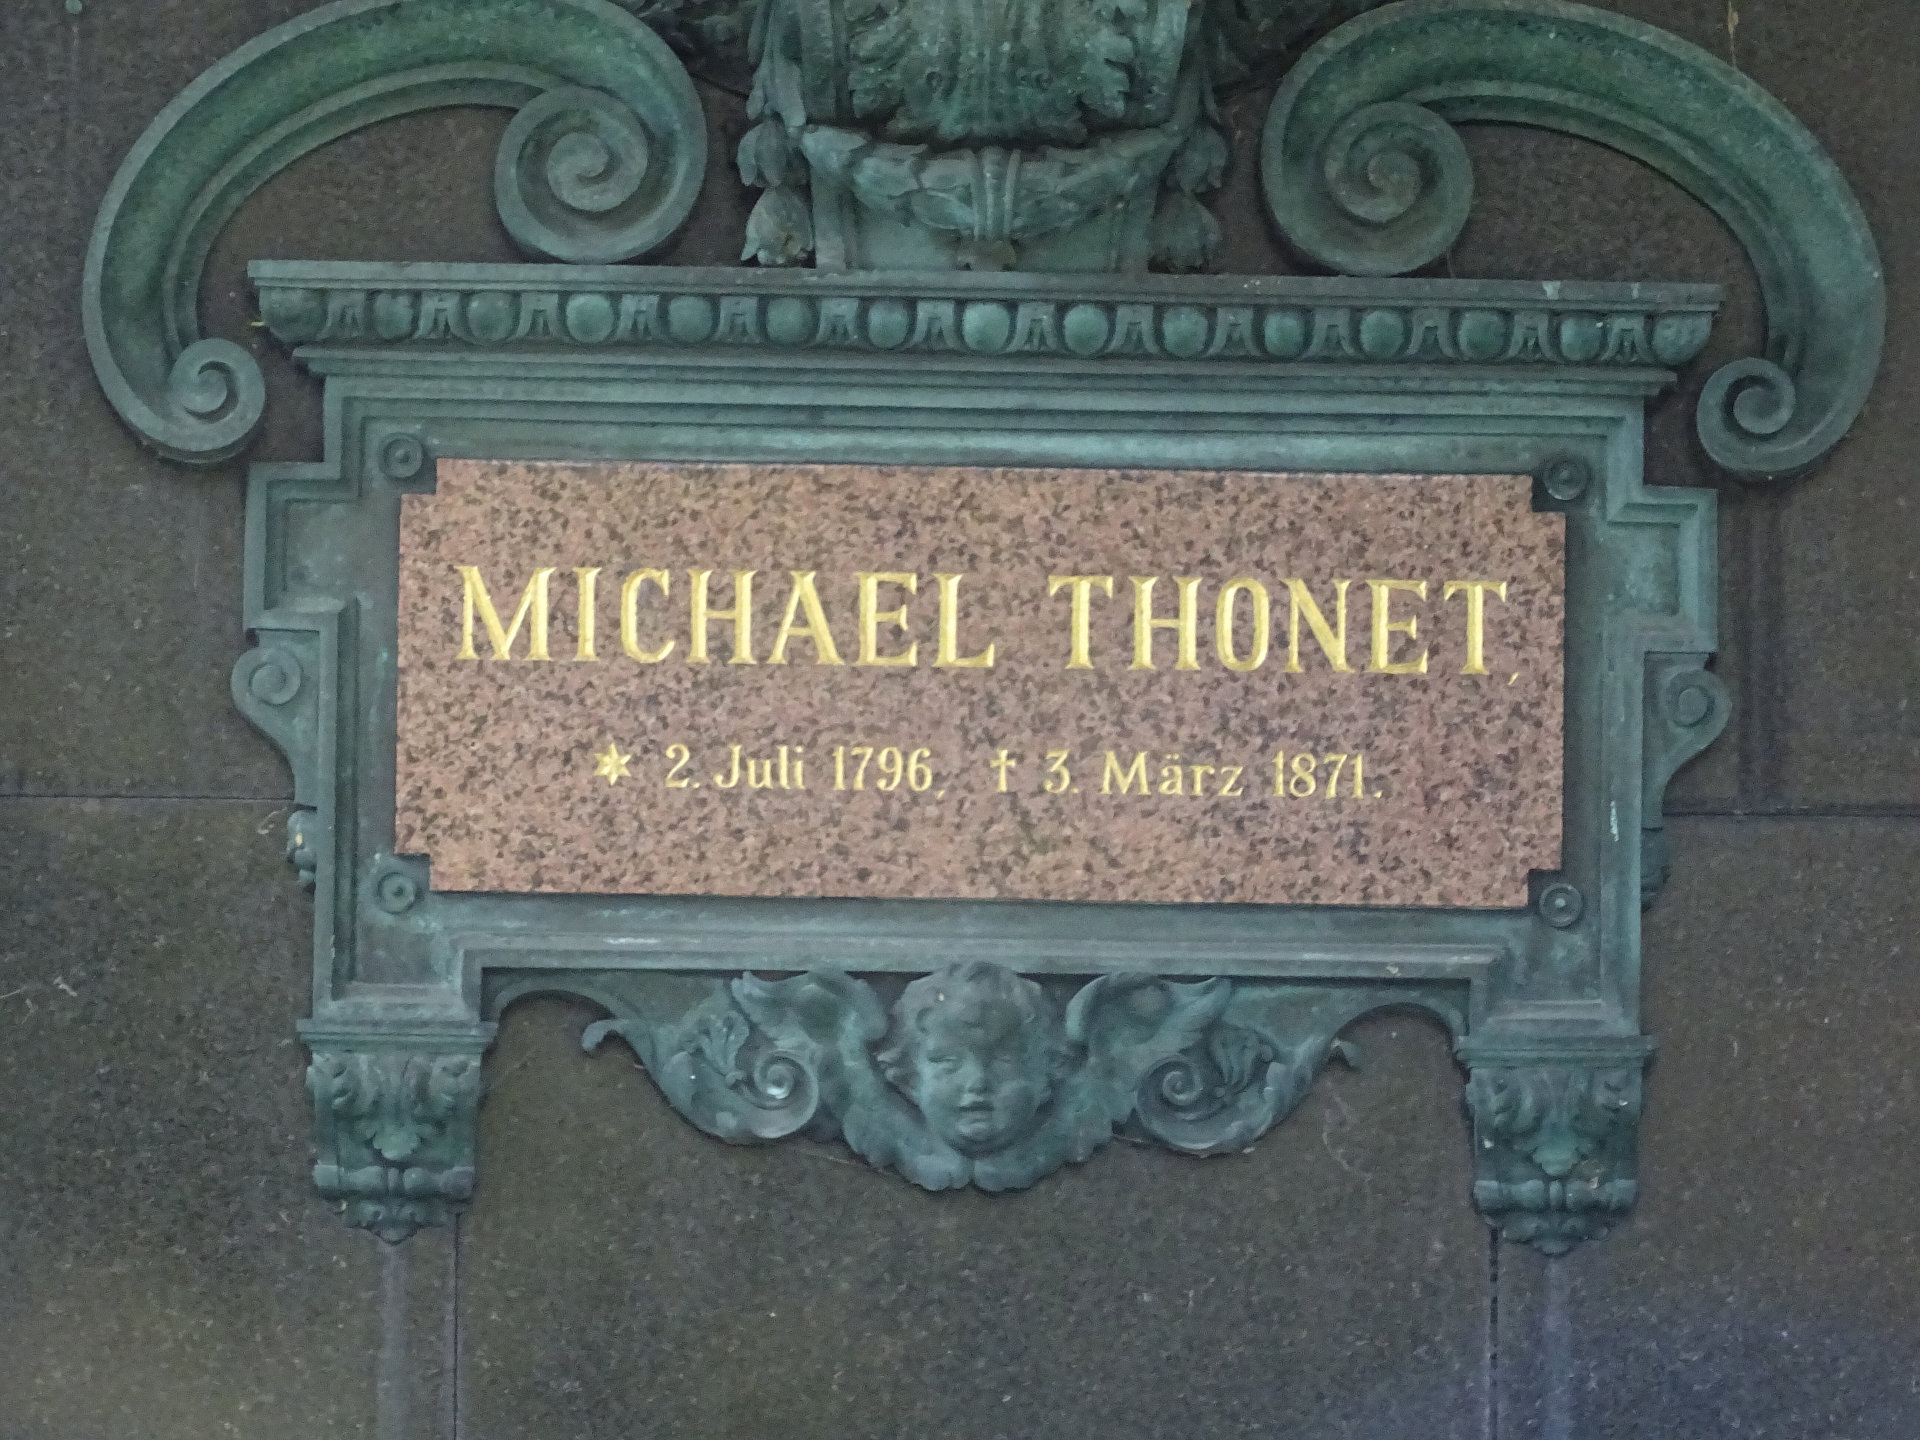 MICHAEL THONET,
* 2. Juli 1796, † 3. März 1871.